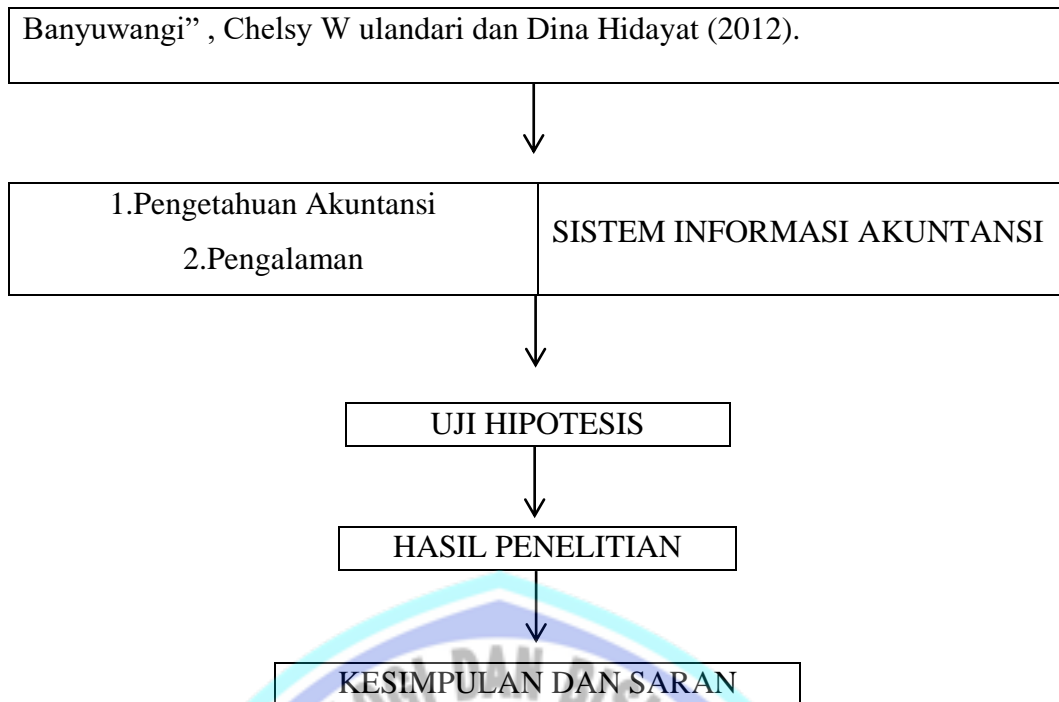 Banyuwangi” , Chelsy W ulandari dan Dina Hidayat (2012).
1.Pengetahuan Akuntansi
2.Pengalaman
SISTEM INFORMASI AKUNTANSI
UJI HIPOTESIS
HASIL PENELITIAN
KESIMPULAN DAN SARAN
DAN